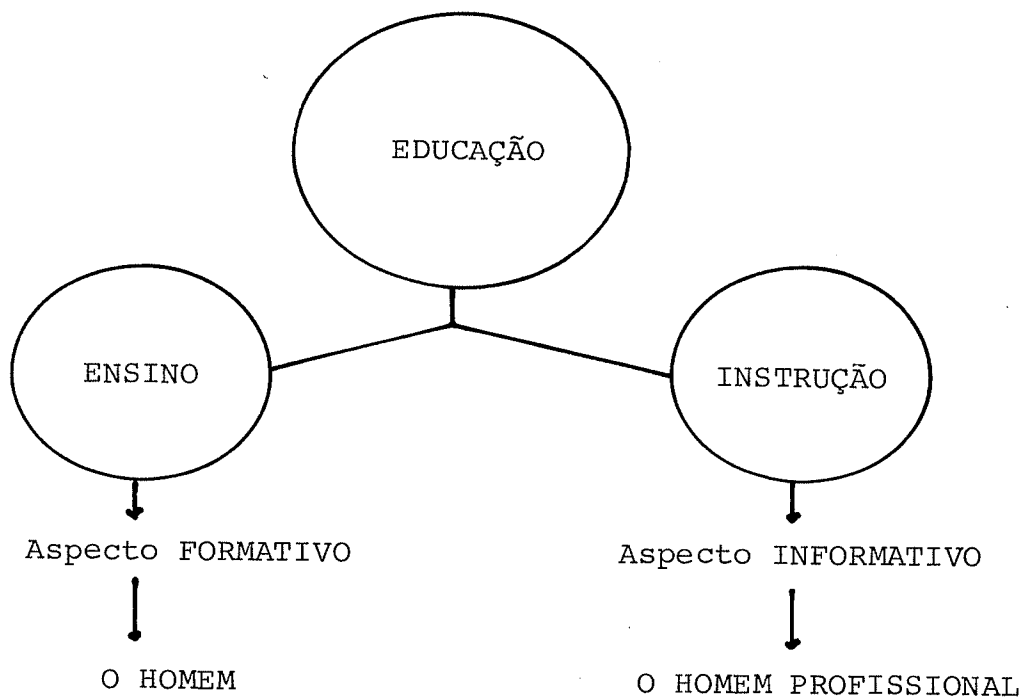 EDUCAÇÃO
ENSINO
INSTRUÇÃO
Aspecto FORMATIVO
Aspecto INFORMATIVO
O HOMEM
O HOMEM PROFISSIONAL